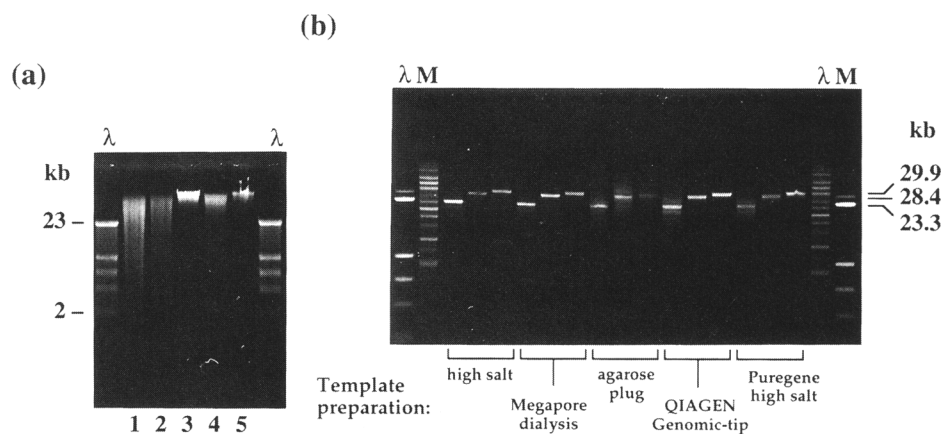 (a)
λ
λ
kb
23 –
2 –
1 2 3 4 5
(b)
λ M
λ M
kb
29.9
28.4
23.3
Template
preparation:
high salt
Megapore
dialysis
agarose
plug
QIAGEN
Genomic-tip
Puregene
high salt